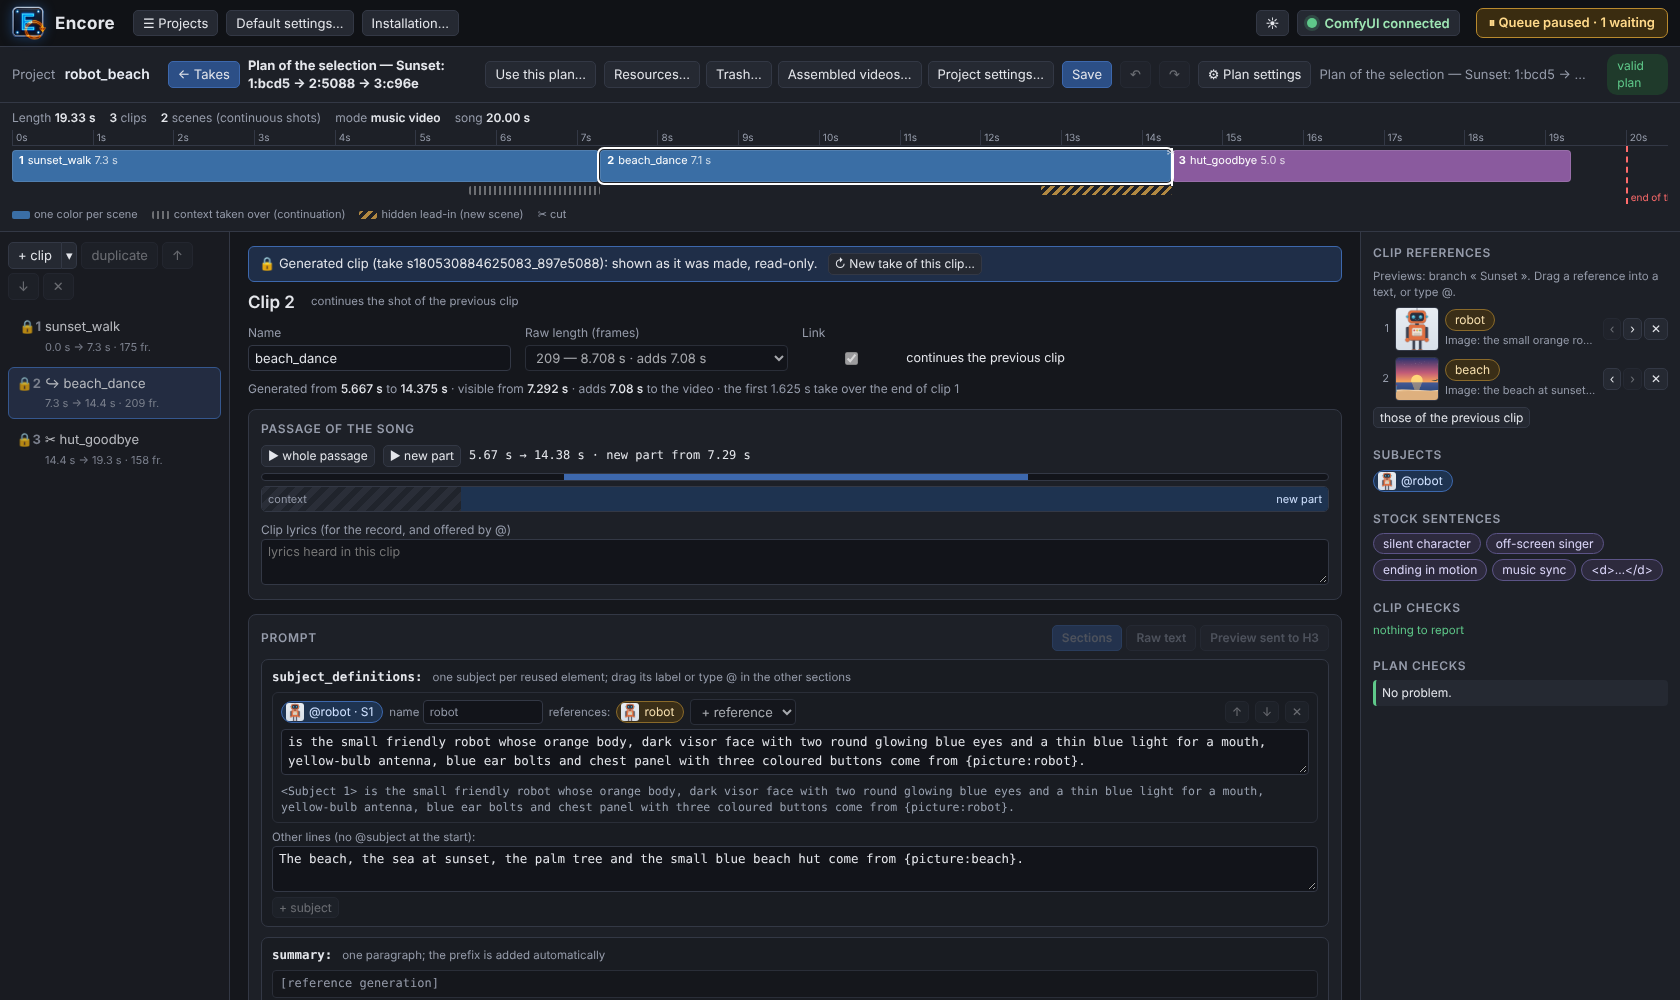 Encore
☰ Projects
Default settings...
Installation...
☀
ComfyUI connected
Queue paused · 1 waiting
Project robot_beach
← Takes
Plan of the selection — Sunset:
1:bcd5 → 2:5088 → 3:c96e
Use this plan...
Resources...
Trash...
Assembled videos...
Project settings...
Save
↶
↷
⚙ Plan settings
Plan of the selection — Sunset: 1:bcd5 → ...
valid
plan
Length 19.33 s 3 clips 2 scenes (continuous shots) mode music video song 20.00 s
0s 1s 2s 3s 4s 5s 6s 7s 8s 9s 10s 11s 12s 13s 14s 15s 16s 17s 18s 19s 20s
1 sunset_walk 7.3 s
2 beach_dance 7.1 s
3 hut_goodbye 5.0 s
end of t
one color per scene
context taken over (continuation)
hidden lead-in (new scene)
✂ cut
+ clip ▾
duplicate
↑
↓
✕
1 sunset_walk
0.0 s → 7.3 s · 175 fr.
2 ↪ beach_dance
7.3 s → 14.4 s · 209 fr.
3 ✂ hut_goodbye
14.4 s → 19.3 s · 158 fr.
Generated clip (take s180530884625083_897e5088): shown as it was made, read-only.
↻ New take of this clip...
Clip 2 continues the shot of the previous clip
Name
Raw length (frames)
Link
beach_dance
209 — 8.708 s · adds 7.08 s
continues the previous clip
Generated from 5.667 s to 14.375 s · visible from 7.292 s · adds 7.08 s to the video · the first 1.625 s take over the end of clip 1
PASSAGE OF THE SONG
▶ whole passage
▶ new part
5.67 s → 14.38 s · new part from 7.29 s
context
new part
Clip lyrics (for the record, and offered by @)
lyrics heard in this clip
PROMPT
Sections
Raw text
Preview sent to H3
subject_definitions: one subject per reused element; drag its label or type @ in the other sections
@robot · S1
name
robot
references:
robot
+ reference
↑
↓
✕
is the small friendly robot whose orange body, dark visor face with two round glowing blue eyes and a thin blue light for a mouth,
yellow-bulb antenna, blue ear bolts and chest panel with three coloured buttons come from {picture:robot}.
<Subject 1> is the small friendly robot whose orange body, dark visor face with two round glowing blue eyes and a thin blue light for a mouth,
yellow-bulb antenna, blue ear bolts and chest panel with three coloured buttons come from {picture:robot}.
Other lines (no @subject at the start):
The beach, the sea at sunset, the palm tree and the small blue beach hut come from {picture:beach}.
+ subject
summary: one paragraph; the prefix is added automatically
[reference generation]
CLIP REFERENCES
Previews: branch « Sunset ». Drag a reference into a
text, or type @.
1
robot
Image: the small orange ro...
‹ › ✕
2
beach
Image: the beach at sunset...
‹ › ✕
those of the previous clip
SUBJECTS
@robot
STOCK SENTENCES
silent character
off-screen singer
ending in motion
music sync
<d>...</d>
CLIP CHECKS
nothing to report
PLAN CHECKS
No problem.